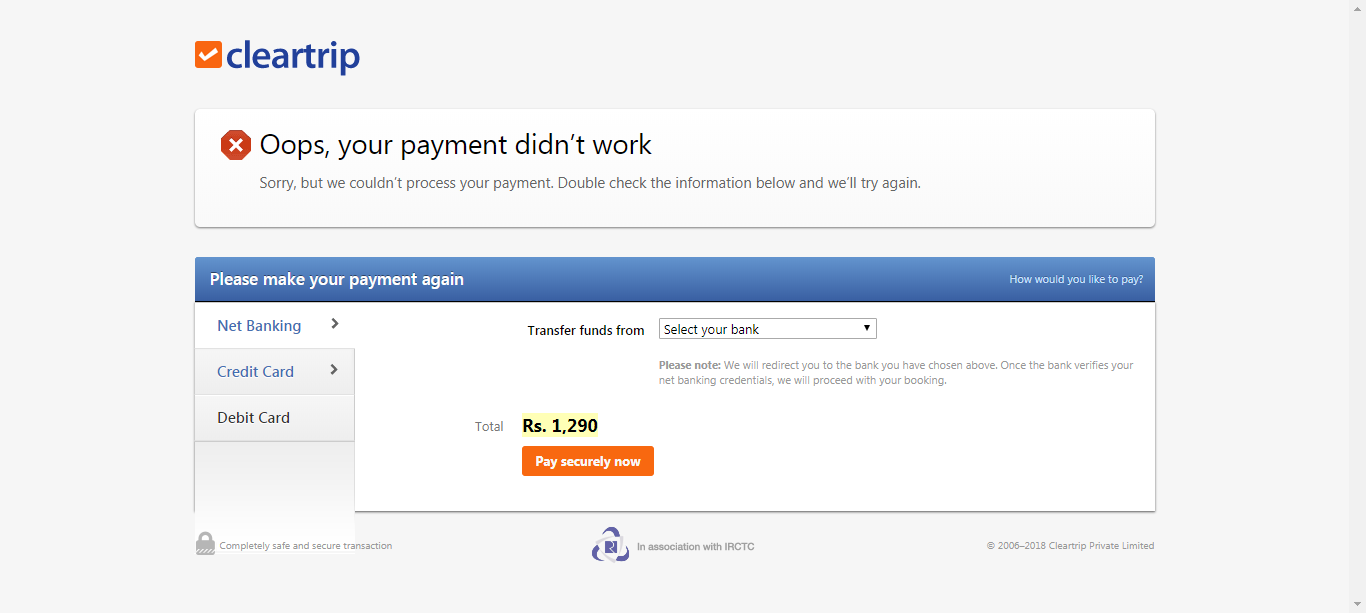 cleartrip
Oops, your payment didn’t work
Sorry, but we couldn’t process your payment. Double check the information below and we’ll try again.
Please make your payment again
How would you like to pay?
Net Banking
Credit Card
Debit Card
Transfer funds from
Select your bank
Please note: We will redirect you to the bank you have chosen above. Once the bank verifies your
net banking credentials, we will proceed with your booking.
Total
Rs. 1,290
Pay securely now
Completely safe and secure transaction
In association with IRCTC
© 2006–2018 Cleartrip Private Limited